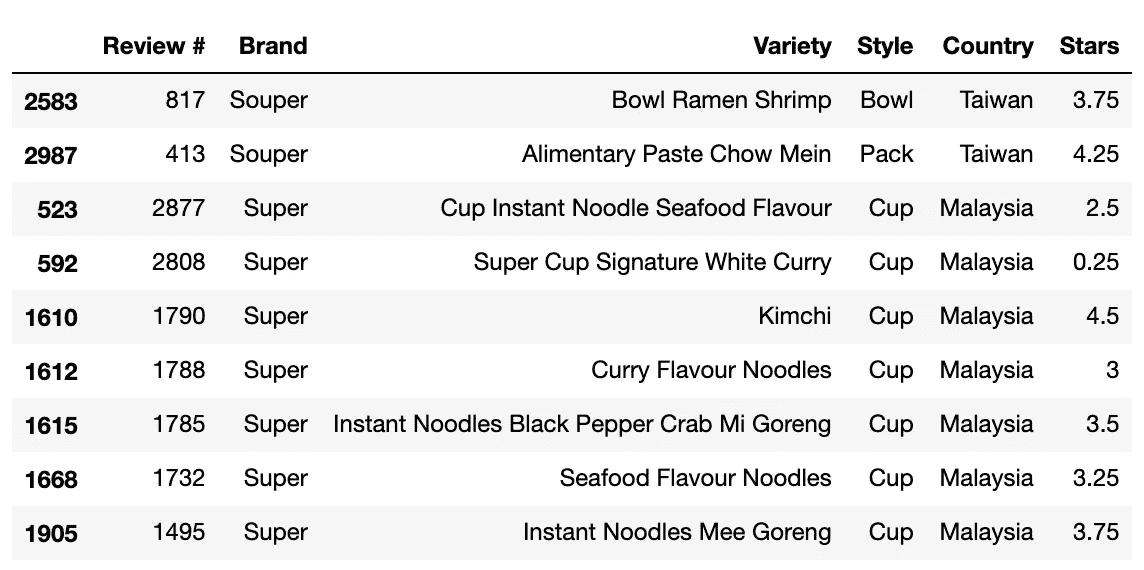 Review # Brand Variety Style Country Stars
2583 817 Souper Bowl Ramen Shrimp Bowl Taiwan 3.75
2987 413 Souper Alimentary Paste Chow Mein Pack Taiwan 4.25
523 2877 Super Cup Instant Noodle Seafood Flavour Cup Malaysia 2.5
592 2808 Super Super Cup Signature White Curry Cup Malaysia 0.25
1610 1790 Super Kimchi Cup Malaysia 4.5
1612 1788 Super Curry Flavour Noodles Cup Malaysia 3
1615 1785 Super Instant Noodles Black Pepper Crab Mi Goreng Cup Malaysia 3.5
1668 1732 Super Seafood Flavour Noodles Cup Malaysia 3.25
1905 1495 Super Instant Noodles Mee Goreng Cup Malaysia 3.75